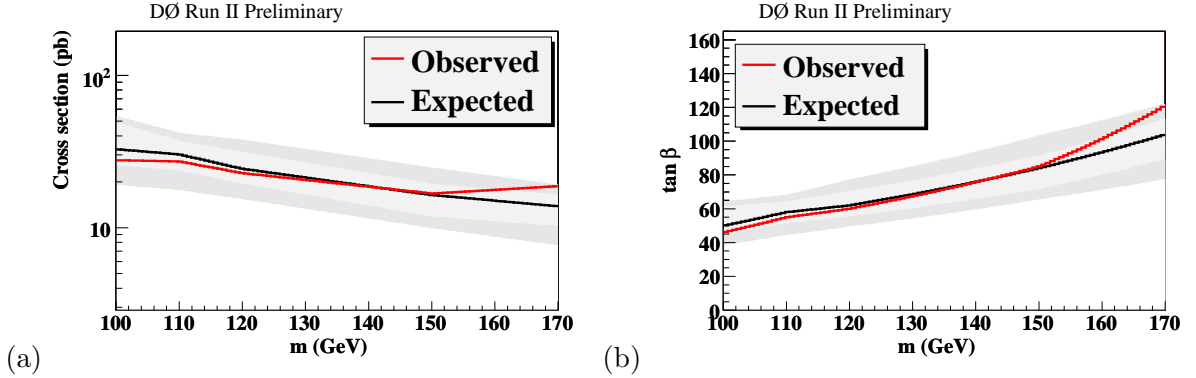 DØ Run II Preliminary
Cross section (pb)
10²
10
Observed
Expected
100 110 120 130 140 150 160 170
m (GeV)
(a)
DØ Run II Preliminary
tan β
160
140
120
100
80
60
40
20
0
Observed
Expected
100 110 120 130 140 150 160 170
m (GeV)
(b)